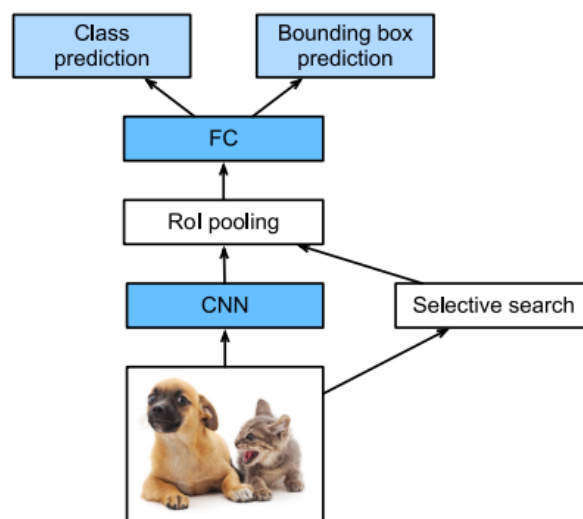 Class
prediction
Bounding box
prediction
FC
RoI pooling
CNN
Selective search